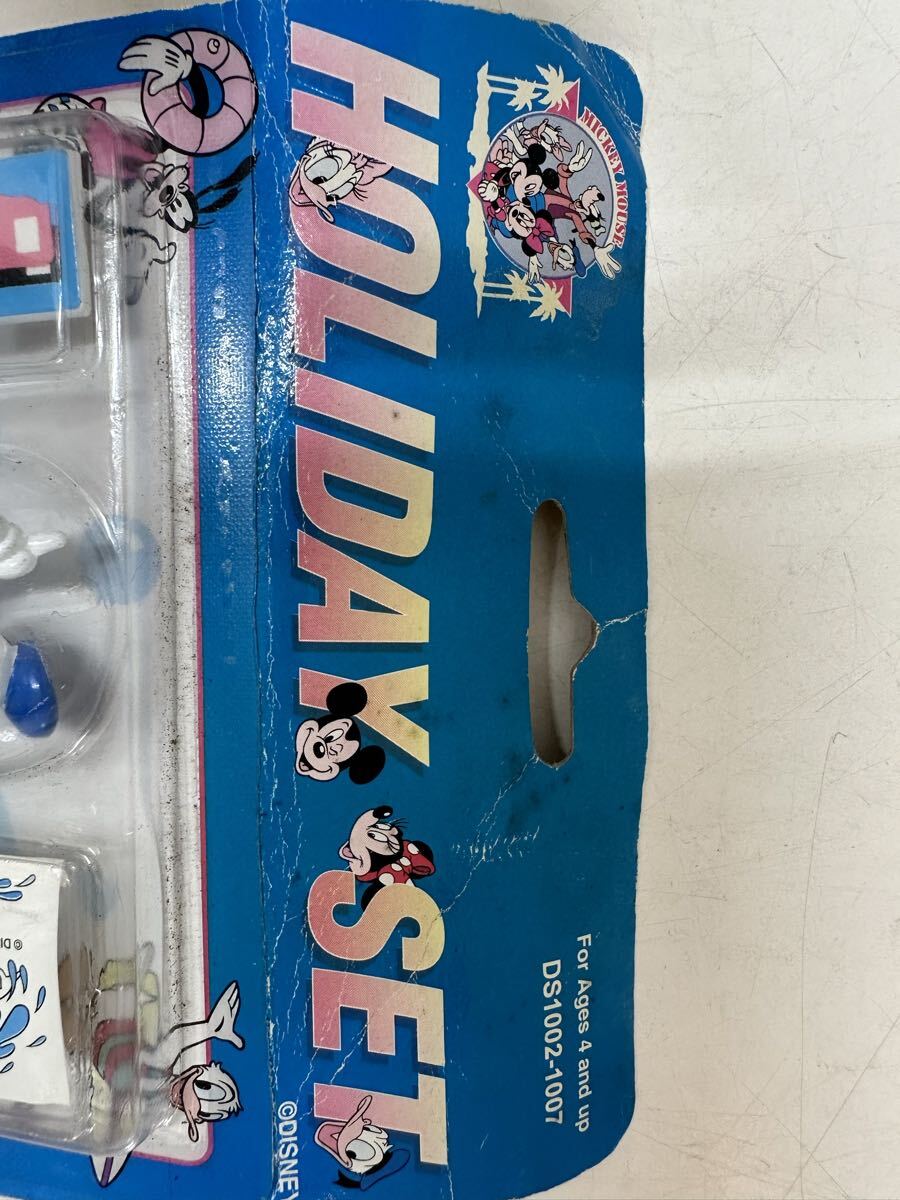 MICKEY MOUSE
For Ages 4 and up
DS1002-1007
HOLIDAY SET
©DISNEY